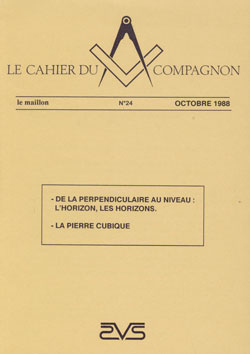 LE CAHIER DU COMPAGNON
le maillon N°24 OCTOBRE 1988
- DE LA PERPENDICULAIRE AU NIVEAU :
L'HORIZON, LES HORIZONS.
- LA PIERRE CUBIQUE